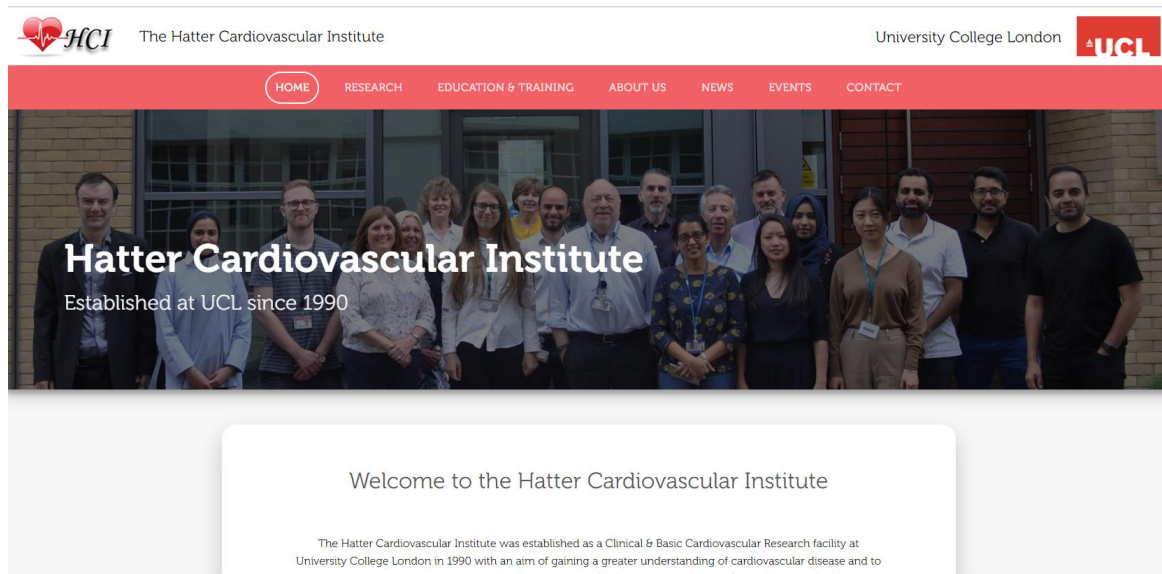 HCI
The Hatter Cardiovascular Institute
University College London
UCL
HOME RESEARCH EDUCATION & TRAINING ABOUT US NEWS EVENTS CONTACT
Hatter Cardiovascular Institute
Established at UCL since 1990
Welcome to the Hatter Cardiovascular Institute
The Hatter Cardiovascular Institute was established as a Clinical & Basic Cardiovascular Research facility at
University College London in 1990 with an aim of gaining a greater understanding of cardiovascular disease and to